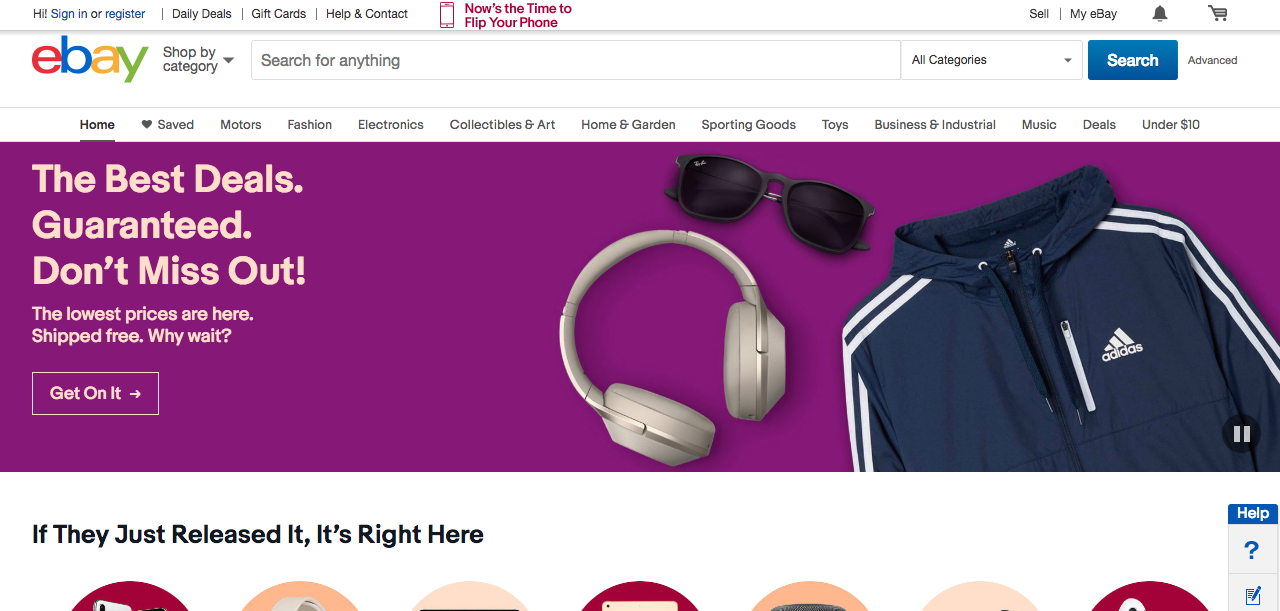 Hi! Sign in or register
Daily Deals
Gift Cards
Help & Contact
Now's the Time to
Flip Your Phone
Sell
My eBay
ebay
Shop by
category
Search for anything
All Categories
Search
Advanced
Home
Saved
Motors
Fashion
Electronics
Collectibles & Art
Home & Garden
Sporting Goods
Toys
Business & Industrial
Music
Deals
Under $10
The Best Deals.
Guaranteed.
Don't Miss Out!
The lowest prices are here.
Shipped free. Why wait?
Get On It →
Ray-Ban
adidas
If They Just Released It, It's Right Here
Help
?